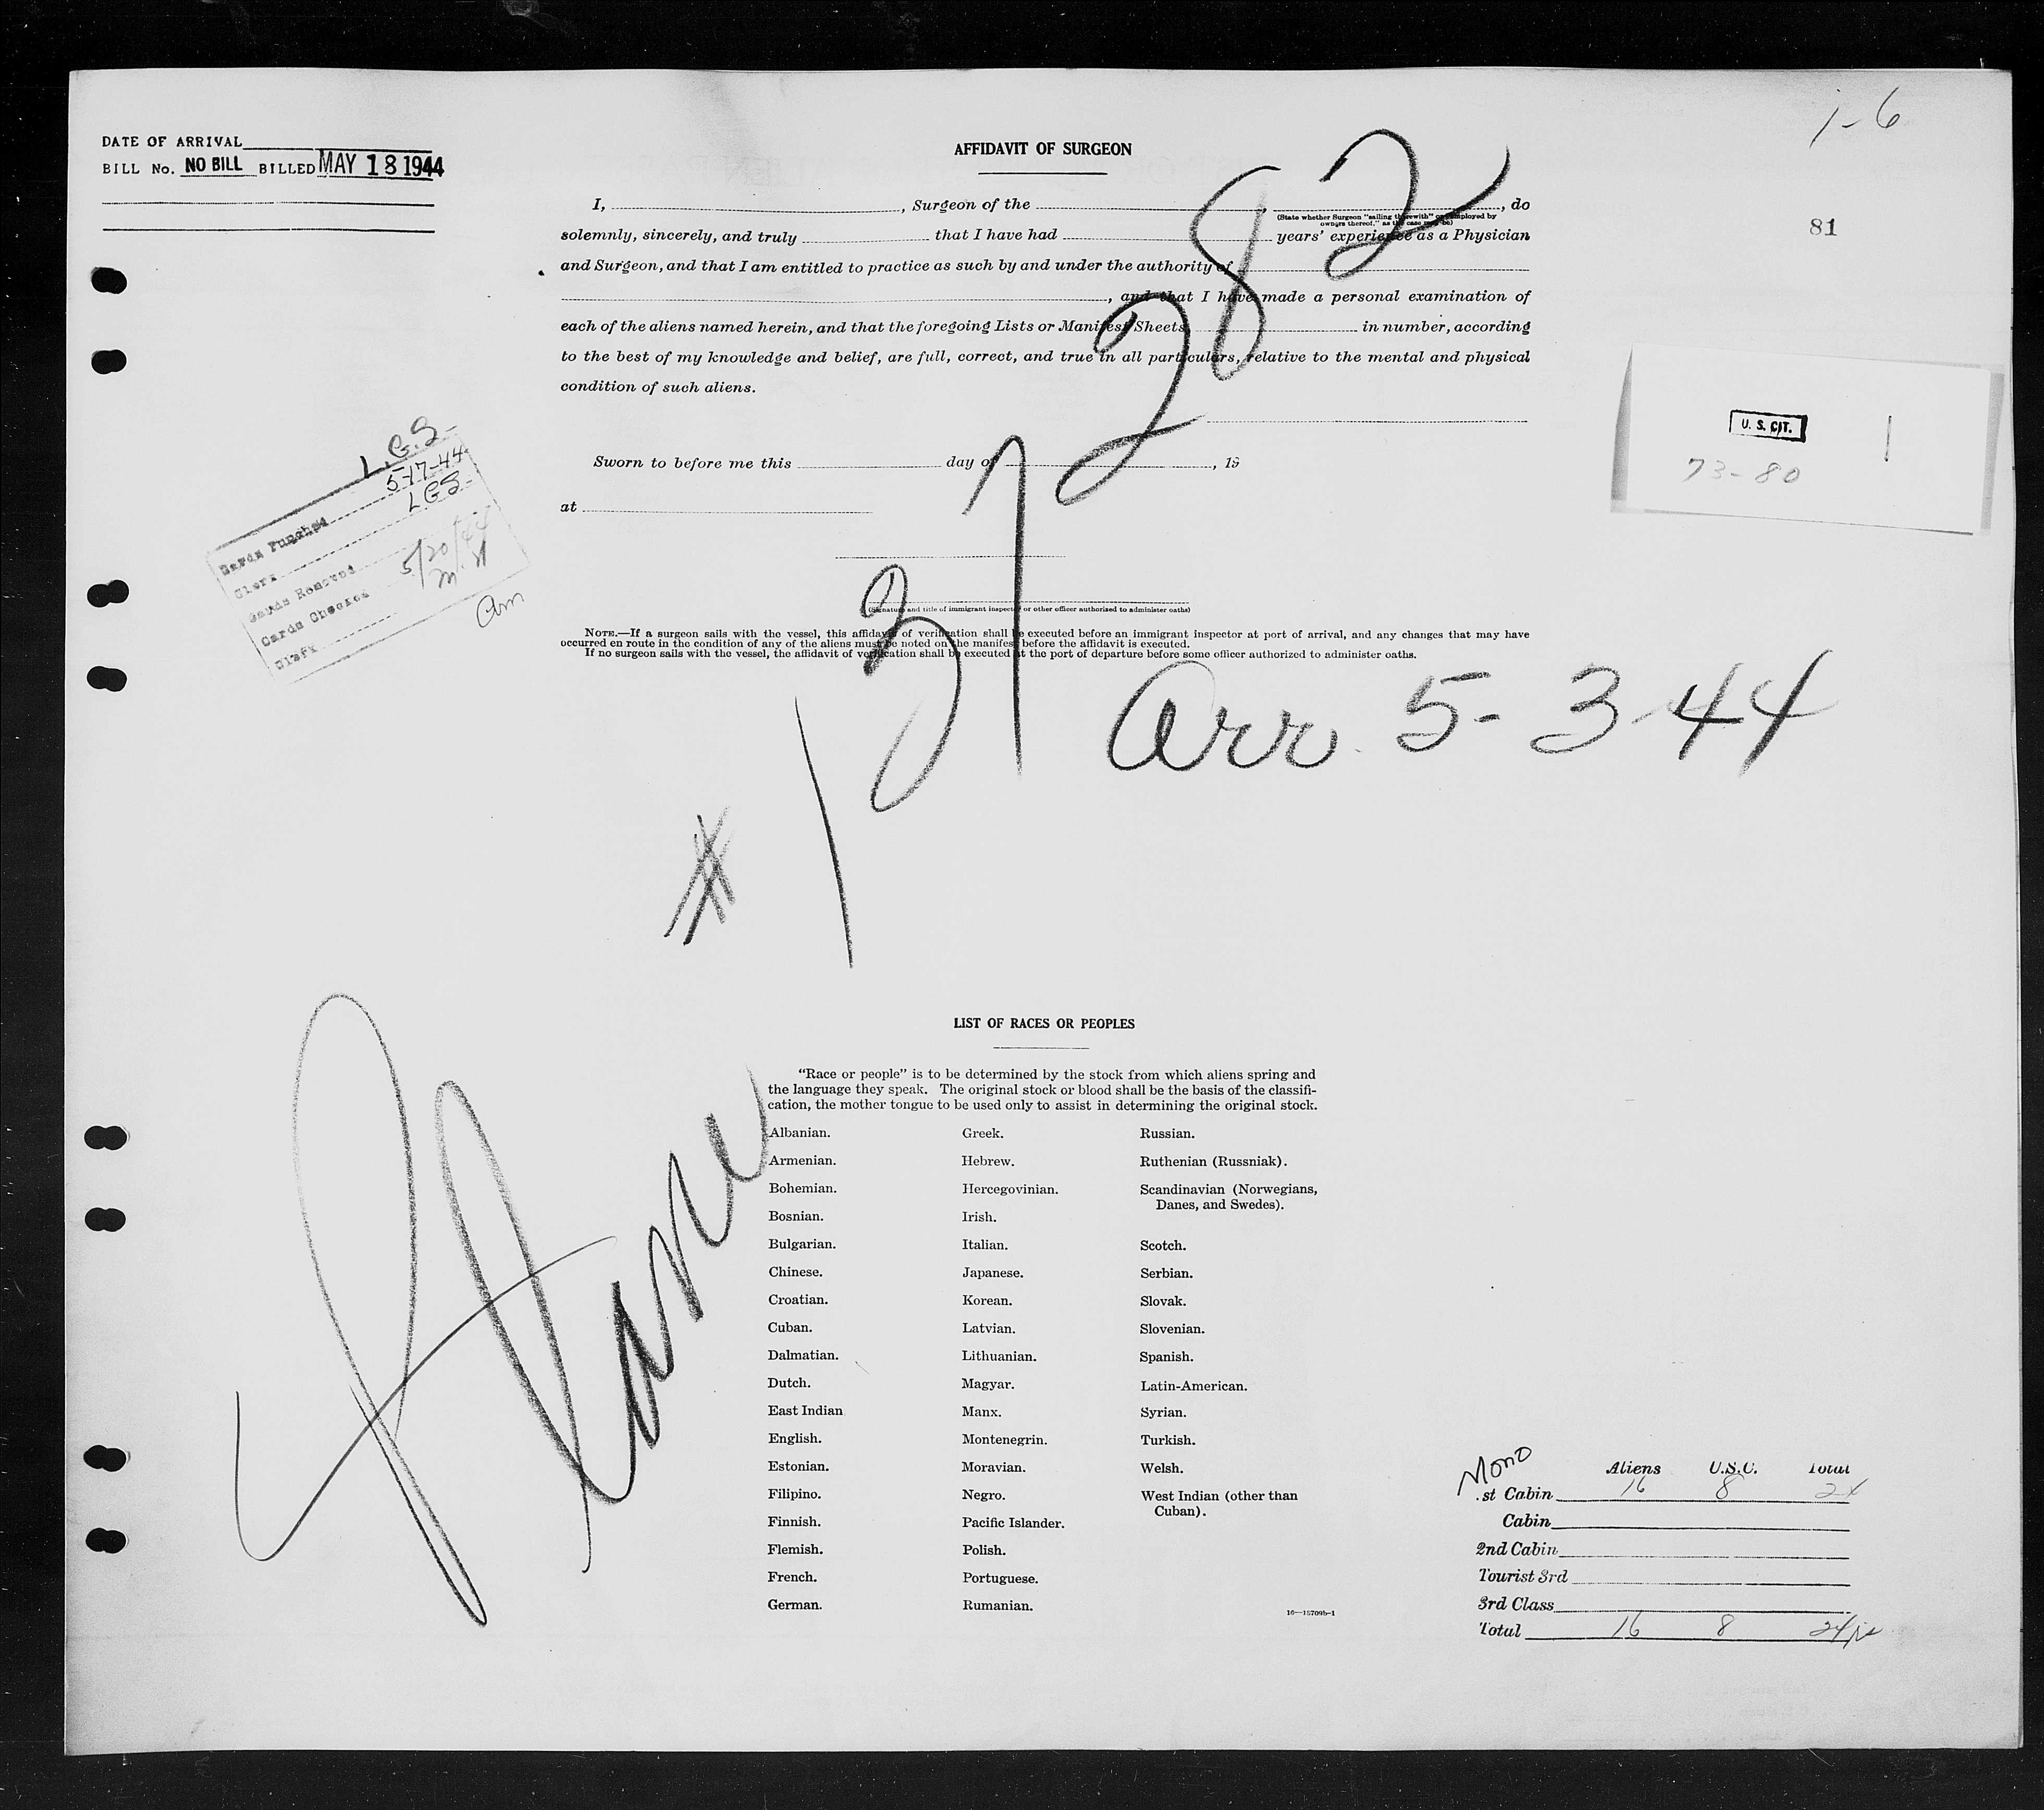 1-6
DATE OF ARRIVAL
BILL No. NO BILL BILLED MAY 18 1944
AFFIDAVIT OF SURGEON
81
I, , Surgeon of the , , do
(State whether Surgeon "sailing therewith" or employed by
owners thereof," as the case may be)
solemnly, sincerely, and truly that I have had years' experience as a Physician
and Surgeon, and that I am entitled to practice as such by and under the authority of
, and that I have made a personal examination of
each of the aliens named herein, and that the foregoing Lists or Manifest Sheets, in number, according
to the best of my knowledge and belief, are full, correct, and true in all particulars, relative to the mental and physical
condition of such aliens.
Sworn to before me this day of , 19
at
(Signature and title of immigrant inspector or other officer authorized to administer oaths)
NOTE.—If a surgeon sails with the vessel, this affidavit of verification shall be executed before an immigrant inspector at port of arrival, and any changes that may have
occurred en route in the condition of any of the aliens must be noted on the manifest before the affidavit is executed.
If no surgeon sails with the vessel, the affidavit of verification shall be executed at the port of departure before some officer authorized to administer oaths.
U. S. CIT.
73-80
1
L.G.S-
Cards Punched 5-17-44
Clerk LGS-
Cards Removed
Cards Checked 5/20/44
Clerk
am
# 137282
arr. 5-3-44
Plane
LIST OF RACES OR PEOPLES
"Race or people" is to be determined by the stock from which aliens spring and
the language they speak. The original stock or blood shall be the basis of the classifi-
cation, the mother tongue to be used only to assist in determining the original stock.
Albanian.
Armenian.
Bohemian.
Bosnian.
Bulgarian.
Chinese.
Croatian.
Cuban.
Dalmatian.
Dutch.
East Indian
English.
Estonian.
Filipino.
Finnish.
Flemish.
French.
German.
Greek.
Hebrew.
Hercegovinian.
Irish.
Italian.
Japanese.
Korean.
Latvian.
Lithuanian.
Magyar.
Manx.
Montenegrin.
Moravian.
Negro.
Pacific Islander.
Polish.
Portuguese.
Rumanian.
Russian.
Ruthenian (Russniak).
Scandinavian (Norwegians,
Danes, and Swedes).
Scotch.
Serbian.
Slovak.
Slovenian.
Spanish.
Latin-American.
Syrian.
Turkish.
Welsh.
West Indian (other than
Cuban).
16—15709b-1
Mono
Aliens U.S.C. Total
st Cabin 16 8 24
Cabin
2nd Cabin
Tourist 3rd
3rd Class
Total 16 8 24